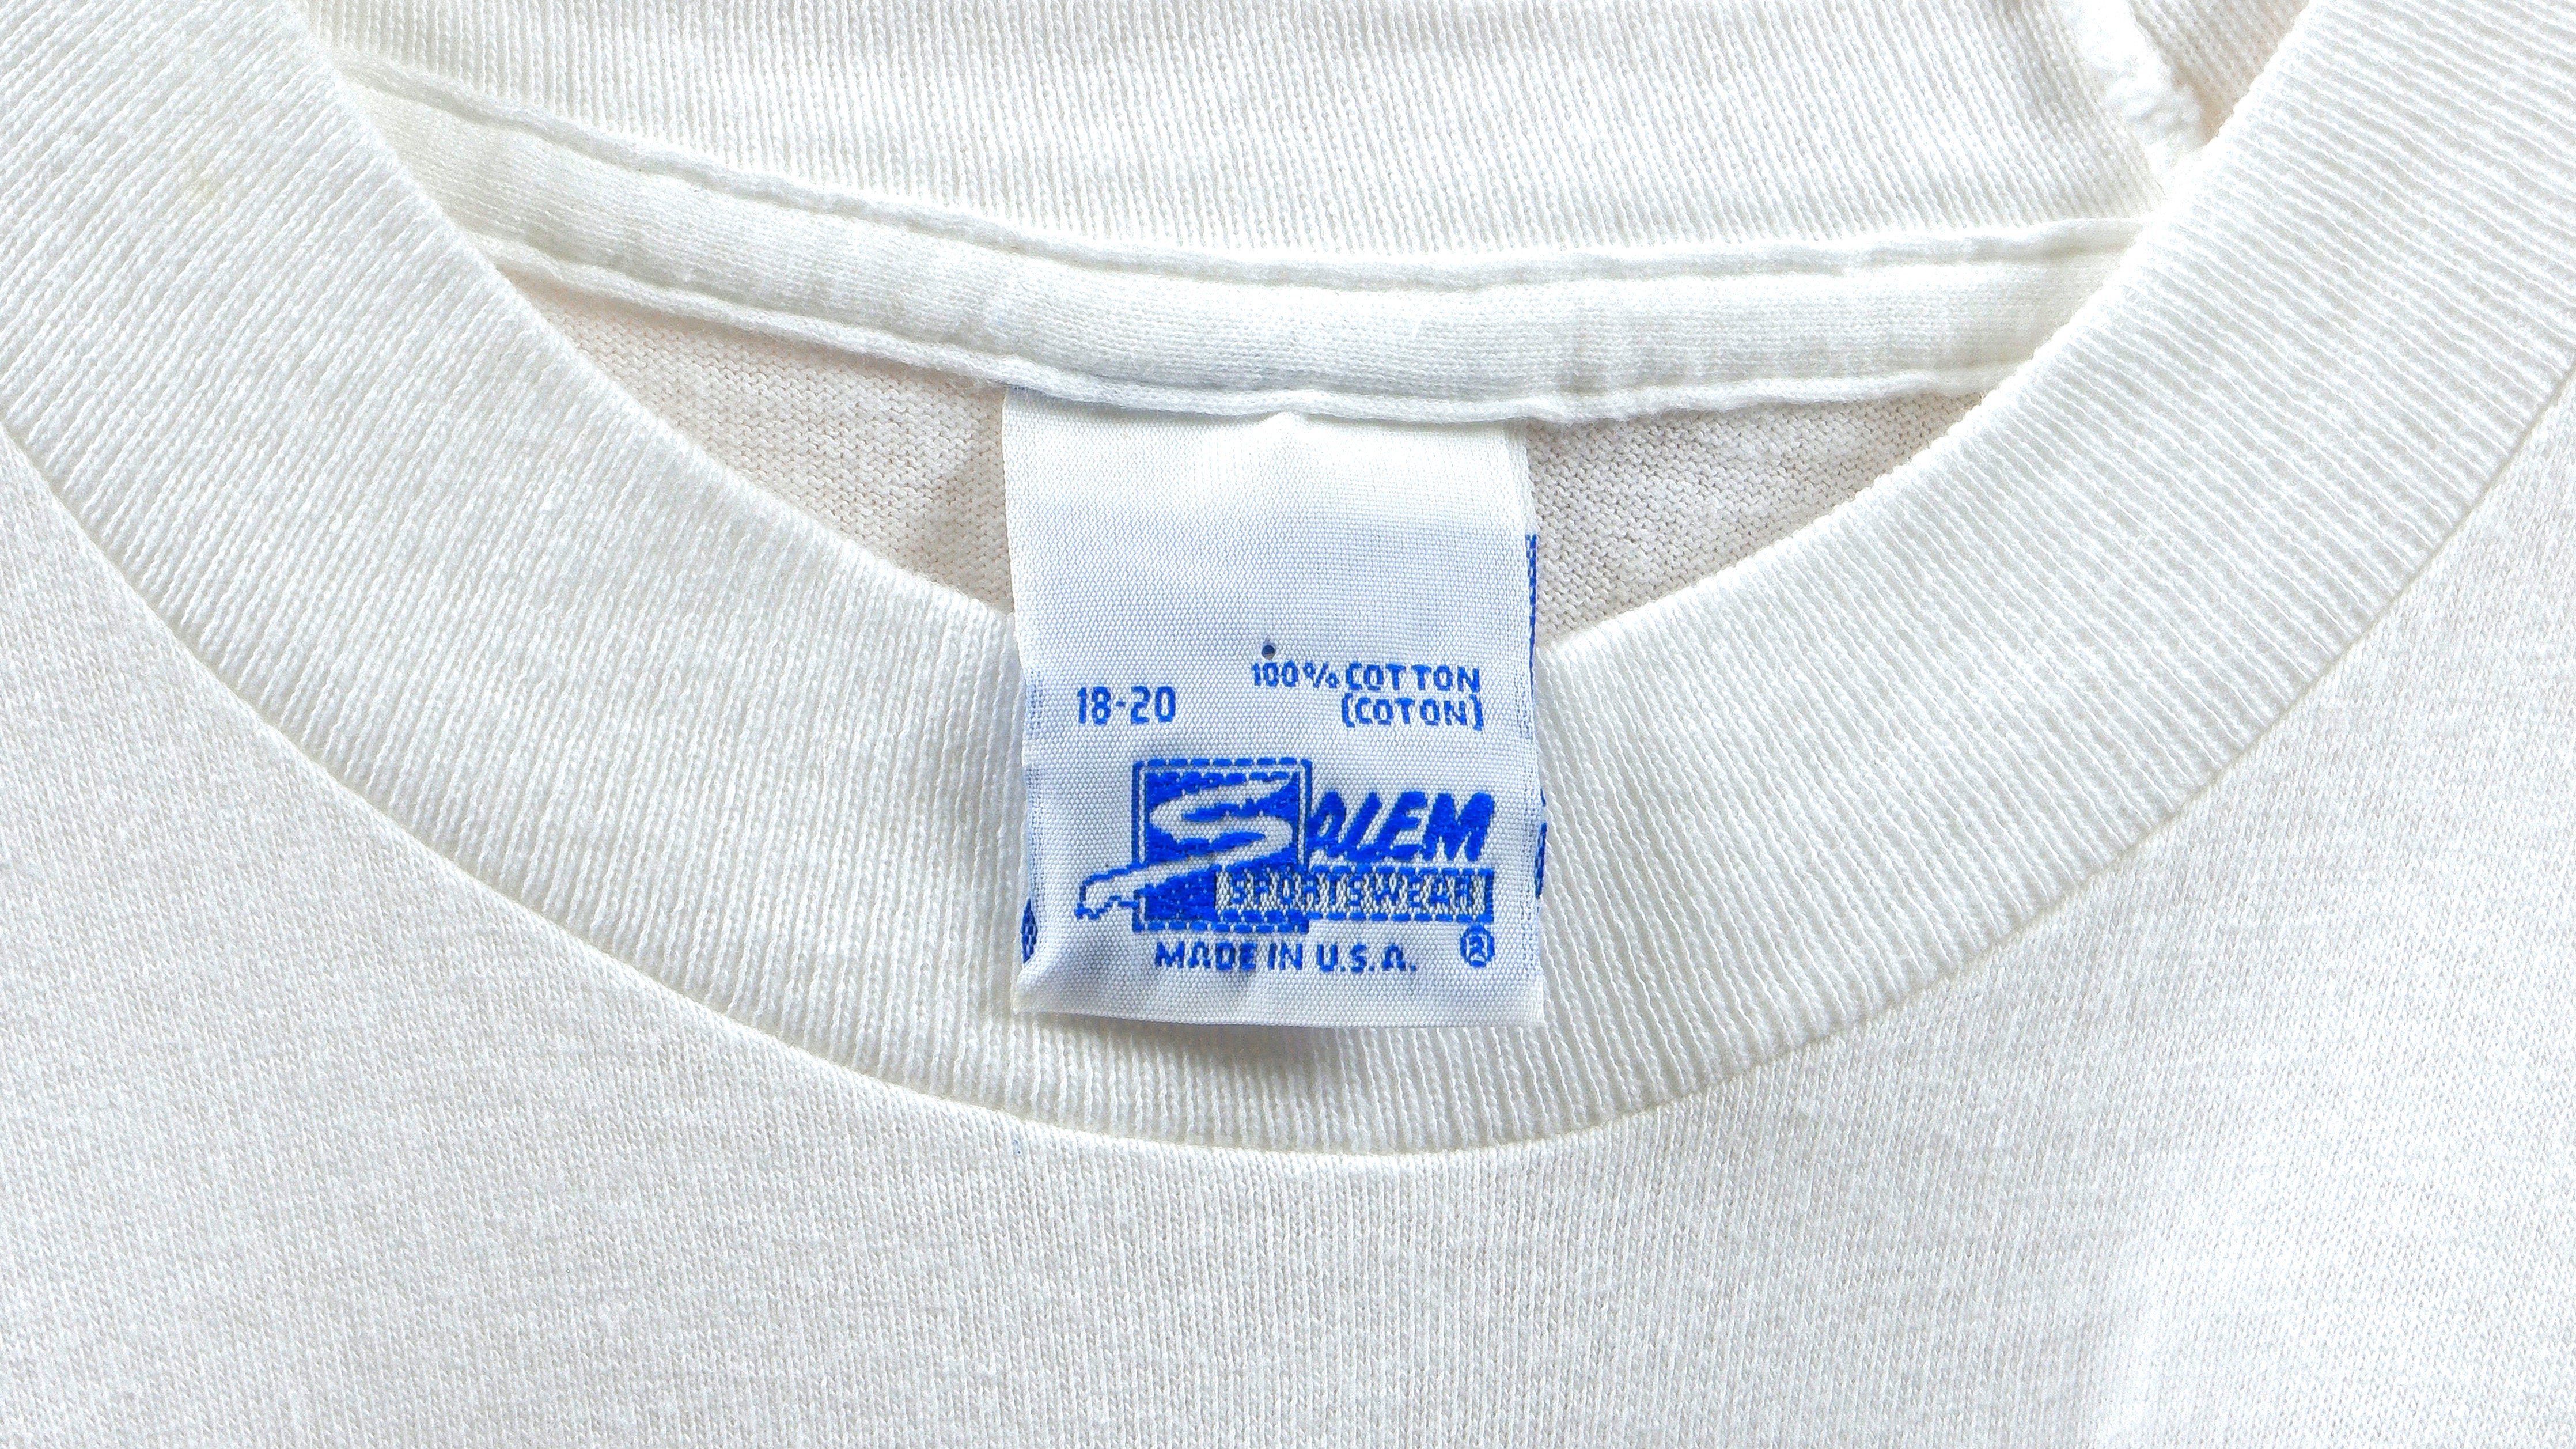 100% COTTON
18-20 (COTON)
SALEM
SPORTSWEAR
MADE IN U.S.A. ®